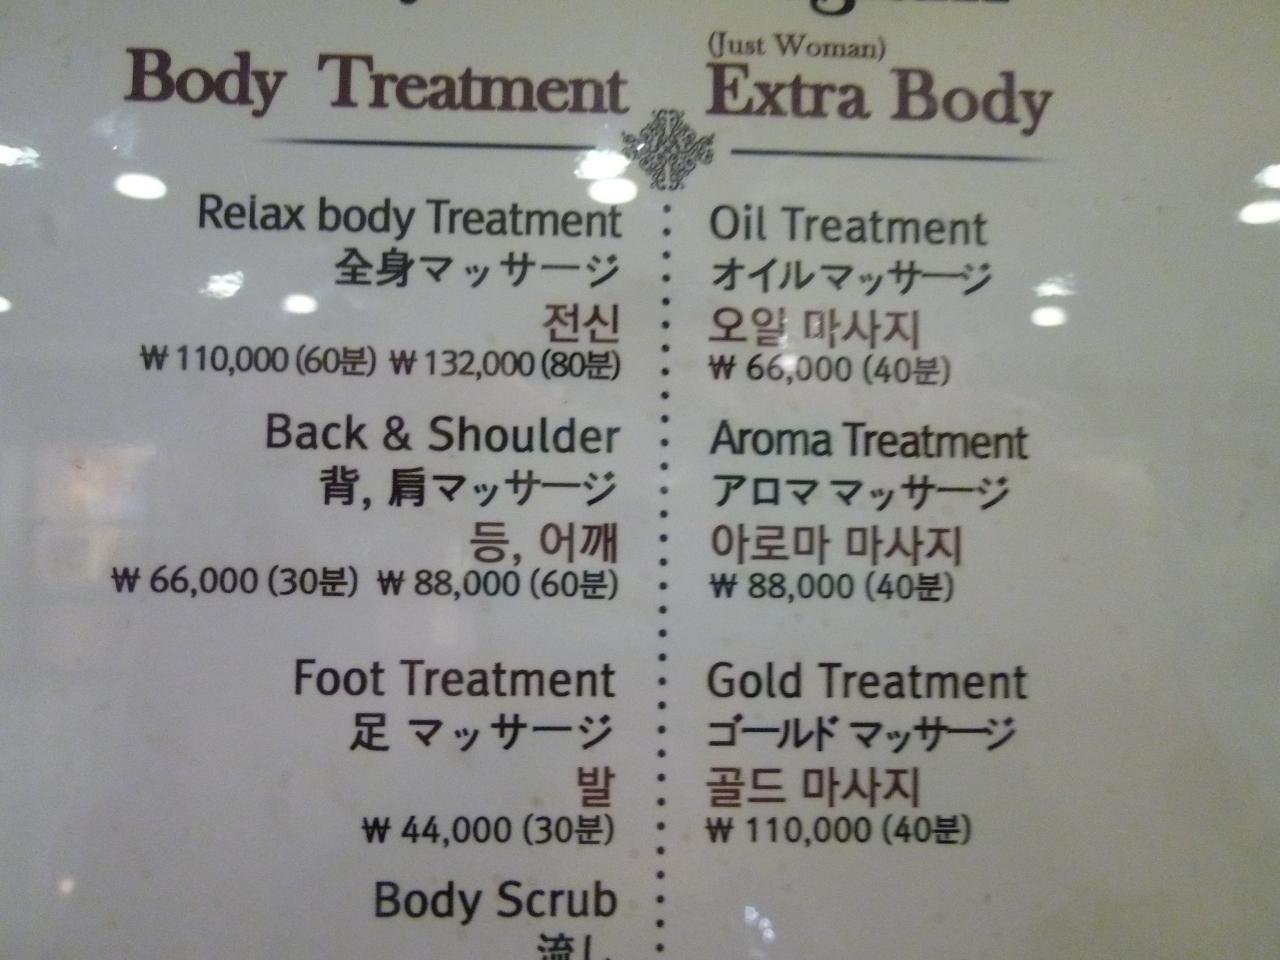 Body Treatment
Relax body Treatment
全身マッサージ
전신
₩ 110,000 (60분) ₩ 132,000 (80분)
Back & Shoulder
背, 肩マッサージ
등, 어깨
₩ 66,000 (30분) ₩ 88,000 (60분)
Foot Treatment
足 マッサージ
발
₩ 44,000 (30분)
Body Scrub
流し
(Just Woman)
Extra Body
Oil Treatment
オイルマッサージ
오일 마사지
₩ 66,000 (40분)
Aroma Treatment
アロママッサージ
아로마 마사지
₩ 88,000 (40분)
Gold Treatment
ゴールド マッサージ
골드 마사지
₩ 110,000 (40분)